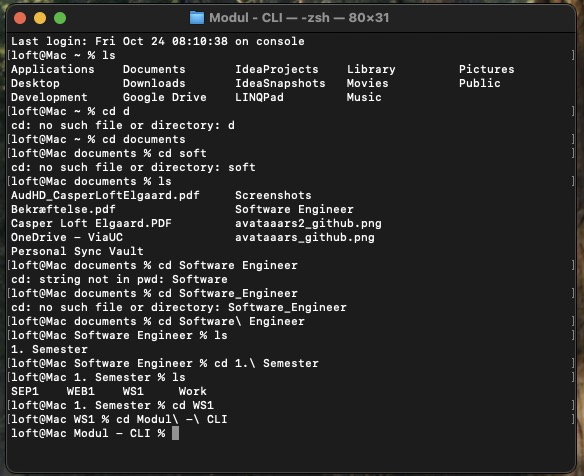 Modul - CLI — -zsh — 80×31
Last login: Fri Oct 24 08:10:38 on console
[loft@Mac ~ % ls ]
Applications    Documents       IdeaProjects    Library         Pictures
Desktop         Downloads       IdeaSnapshots   Movies          Public
Development     Google Drive    LINQPad         Music
[loft@Mac ~ % cd d ]
cd: no such file or directory: d
[loft@Mac ~ % cd documents ]
[loft@Mac documents % cd soft ]
cd: no such file or directory: soft
[loft@Mac documents % ls ]
AudHD_CasperLoftElgaard.pdf     Screenshots
Bekræftelse.pdf                 Software Engineer
Casper Loft Elgaard.PDF         avataaars2_github.png
OneDrive - ViaUC                avataaars_github.png
Personal Sync Vault
[loft@Mac documents % cd Software Engineer ]
cd: string not in pwd: Software
[loft@Mac documents % cd Software_Engineer ]
cd: no such file or directory: Software_Engineer
[loft@Mac documents % cd Software\ Engineer ]
[loft@Mac Software Engineer % ls ]
1. Semester
[loft@Mac Software Engineer % cd 1.\ Semester ]
[loft@Mac 1. Semester % ls ]
SEP1    WEB1    WS1     Work
[loft@Mac 1. Semester % cd WS1 ]
[loft@Mac WS1 % cd Modul\ -\ CLI ]
loft@Mac Modul - CLI %